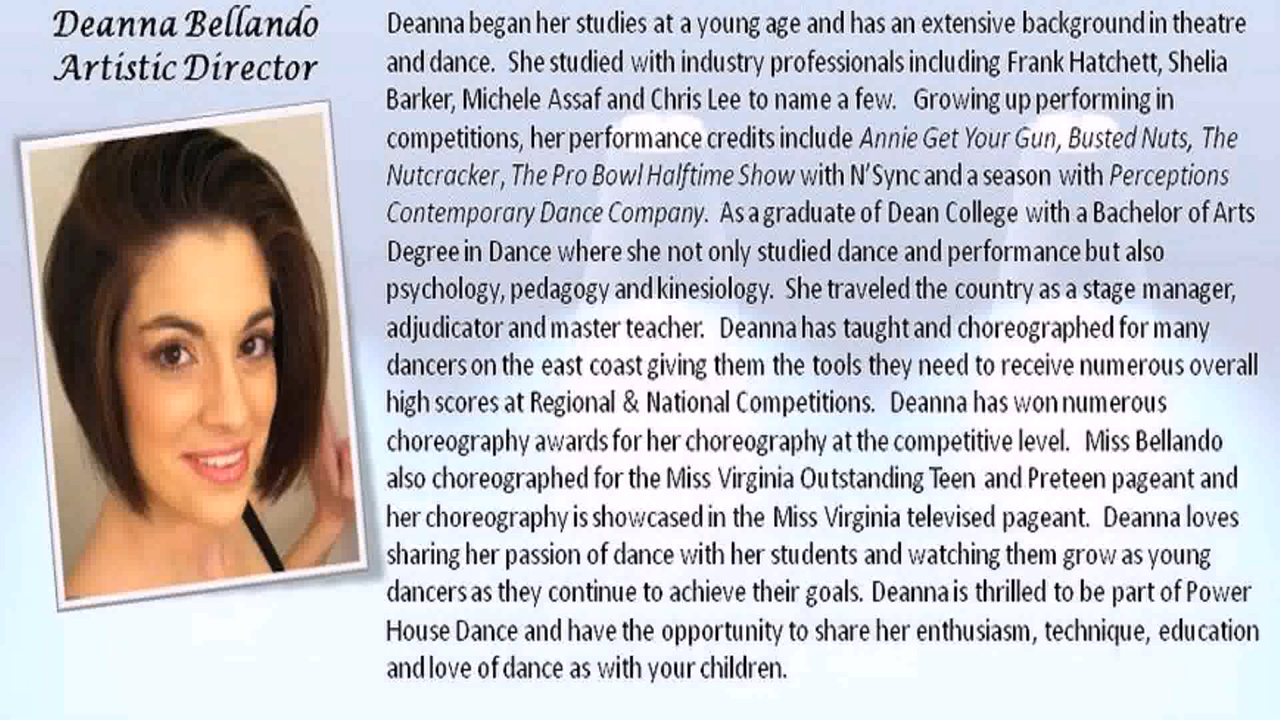 Deanna Bellando
Artistic Director
Deanna began her studies at a young age and has an extensive background in theatre
and dance. She studied with industry professionals including Frank Hatchett, Shelia
Barker, Michele Assaf and Chris Lee to name a few. Growing up performing in
competitions, her performance credits include Annie Get Your Gun, Busted Nuts, The
Nutcracker, The Pro Bowl Halftime Show with N'Sync and a season with Perceptions
Contemporary Dance Company. As a graduate of Dean College with a Bachelor of Arts
Degree in Dance where she not only studied dance and performance but also
psychology, pedagogy and kinesiology. She traveled the country as a stage manager,
adjudicator and master teacher. Deanna has taught and choreographed for many
dancers on the east coast giving them the tools they need to receive numerous overall
high scores at Regional & National Competitions. Deanna has won numerous
choreography awards for her choreography at the competitive level. Miss Bellando
also choreographed for the Miss Virginia Outstanding Teen and Preteen pageant and
her choreography is showcased in the Miss Virginia televised pageant. Deanna loves
sharing her passion of dance with her students and watching them grow as young
dancers as they continue to achieve their goals. Deanna is thrilled to be part of Power
House Dance and have the opportunity to share her enthusiasm, technique, education
and love of dance as with your children.